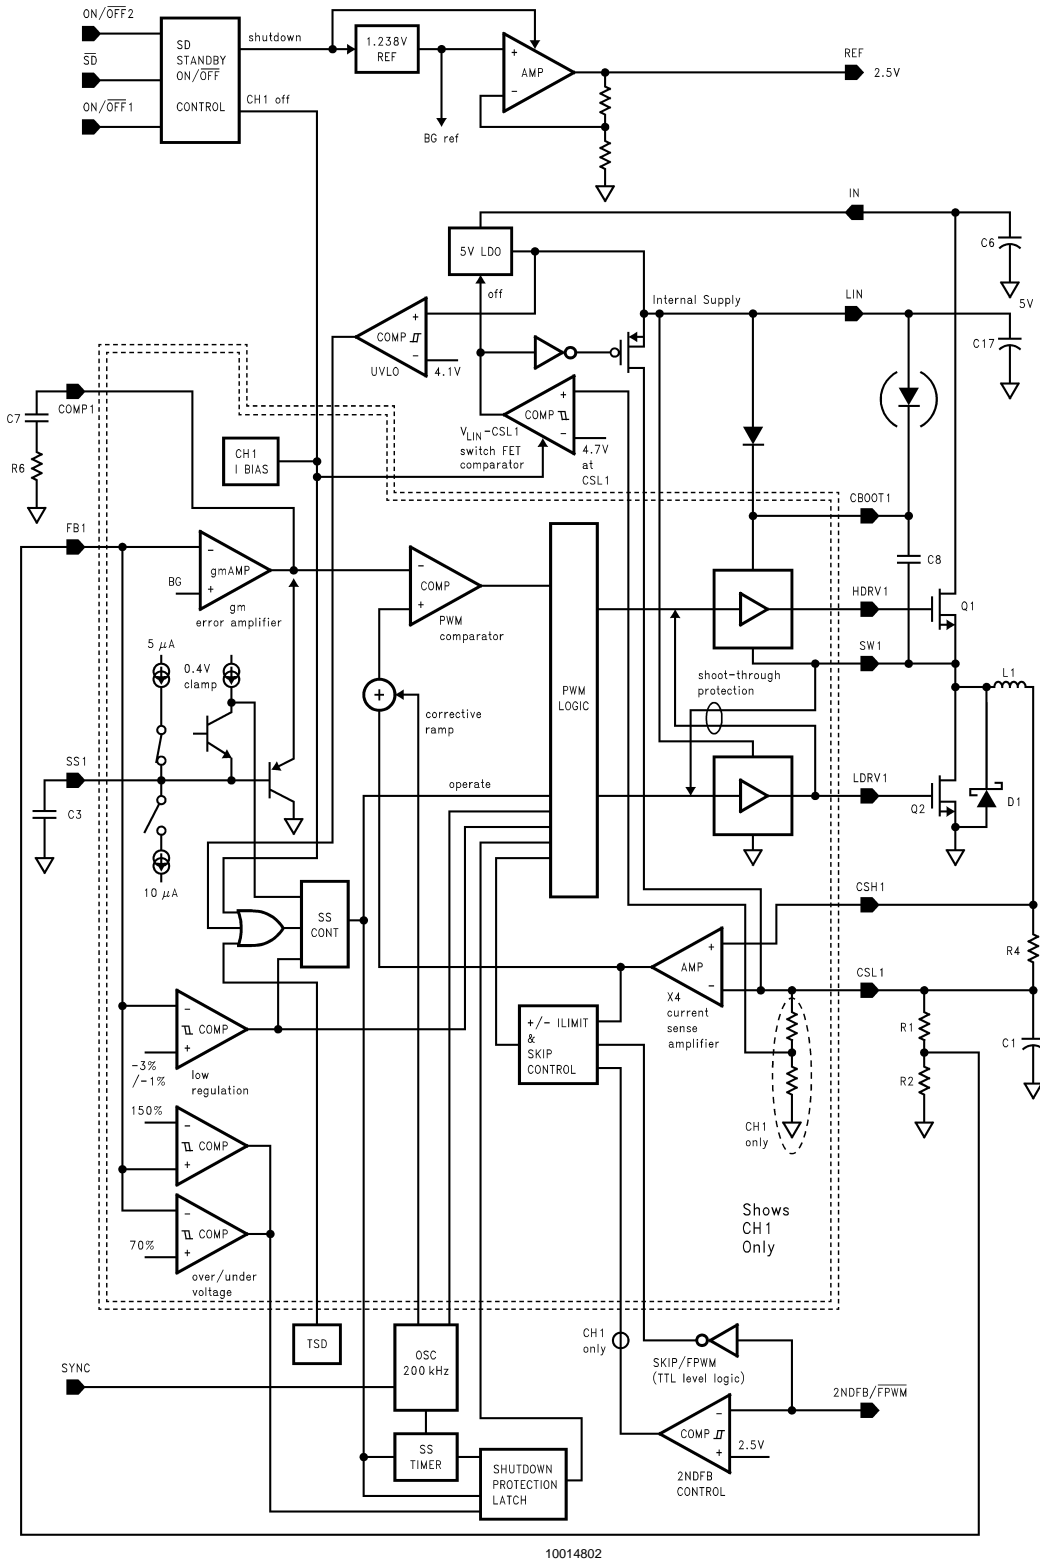 ON/OFF2
SD
ON/OFF1
SD
STANDBY
ON/OFF
CONTROL
shutdown
CH1 off
1.238V
REF
BG ref
+
AMP
-
REF
2.5V
IN
C6
5V LDO
off
Internal Supply
LIN
5V
C17
+
COMP
-
UVLO
4.1V
+
COMP
-
VLIN-CSL1
switch FET
comparator
4.7V
at
CSL1
COMP1
C7
R6
CH1
I BIAS
FB1
-
gmAMP
+
BG
gm
error amplifier
-
COMP
+
PWM
comparator
CBOOT1
C8
HDRV1
Q1
SW1
L1
5 μA
0.4V
clamp
+
corrective
ramp
PWM
LOGIC
shoot-through
protection
SS1
C3
10 μA
operate
LDRV1
Q2
D1
SS
CONT
CSH1
R4
CSL1
+
AMP
-
X4
current
sense
amplifier
R1
R2
C1
-
COMP
+
-3%
/-1%
low
regulation
+/- ILIMIT
&
SKIP
CONTROL
CH1
only
150%
-
COMP
+
-
COMP
+
70%
over/under
voltage
Shows
CH1
Only
TSD
OSC
200 kHz
CH1
only
SKIP/FPWM
(TTL level logic)
SYNC
2NDFB/FPWM
-
COMP
+
2.5V
2NDFB
CONTROL
SS
TIMER
SHUTDOWN
PROTECTION
LATCH
10014802